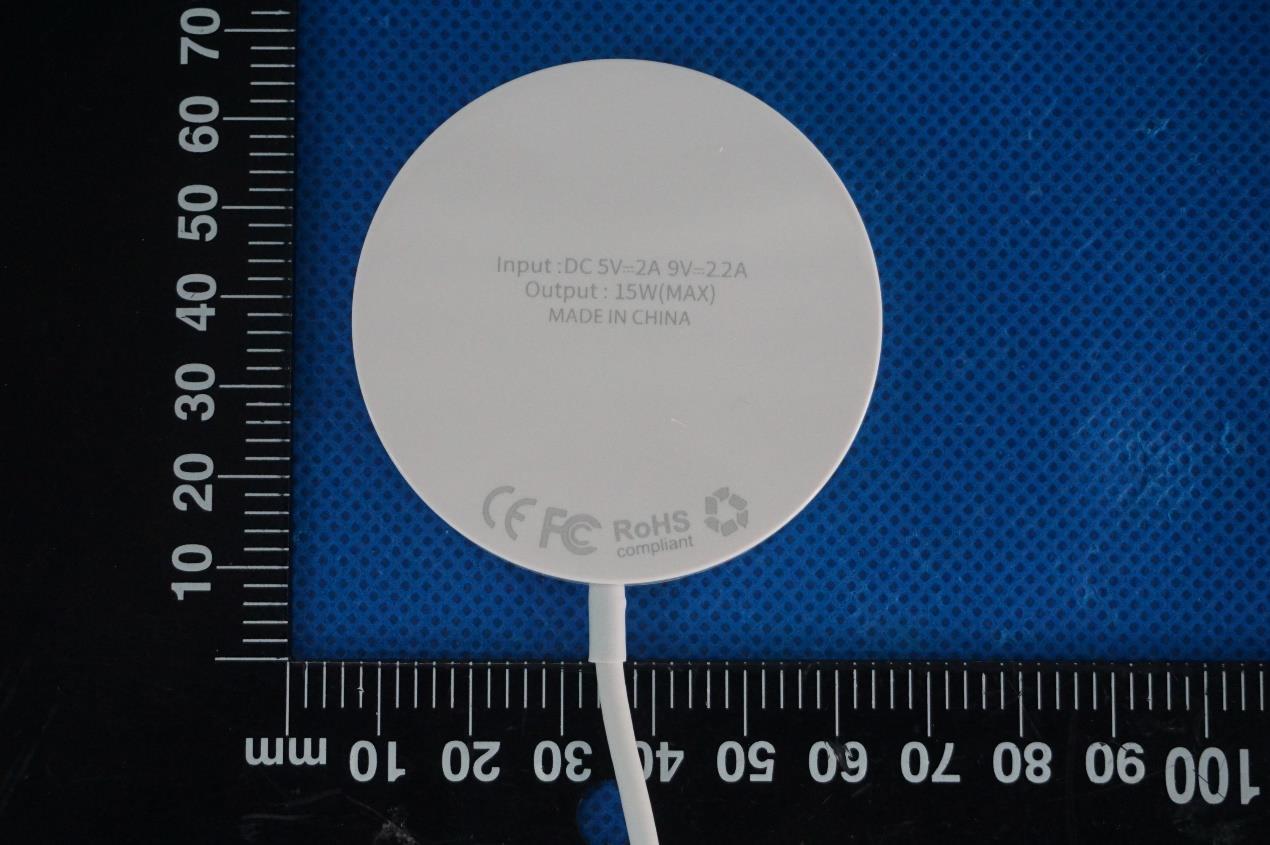 70
60
50
40
30
20
10
Input :DC 5V=2A 9V=2.2A
Output : 15W(MAX)
MADE IN CHINA
CE FC RoHS
compliant
mm 10 20 30 40 50 60 70 80 90 100